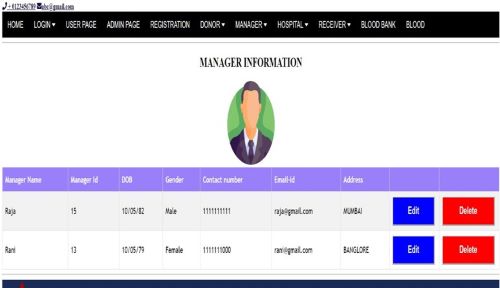 + 0123456789 abc@gmail.com
HOME LOGIN USER PAGE ADMIN PAGE REGISTRATION DONOR MANAGER HOSPITAL RECEIVER BLOOD BANK BLOOD
MANAGER INFORMATION
Manager Name Manager Id DOB Gender Contact number Email-id Address
Raja 15 10/05/82 Male 1111111111 raja@gmail.com MUMBAI Edit Delete
Rani 13 10/05/79 Female 1111111000 rani@gmail.com BANGLORE Edit Delete